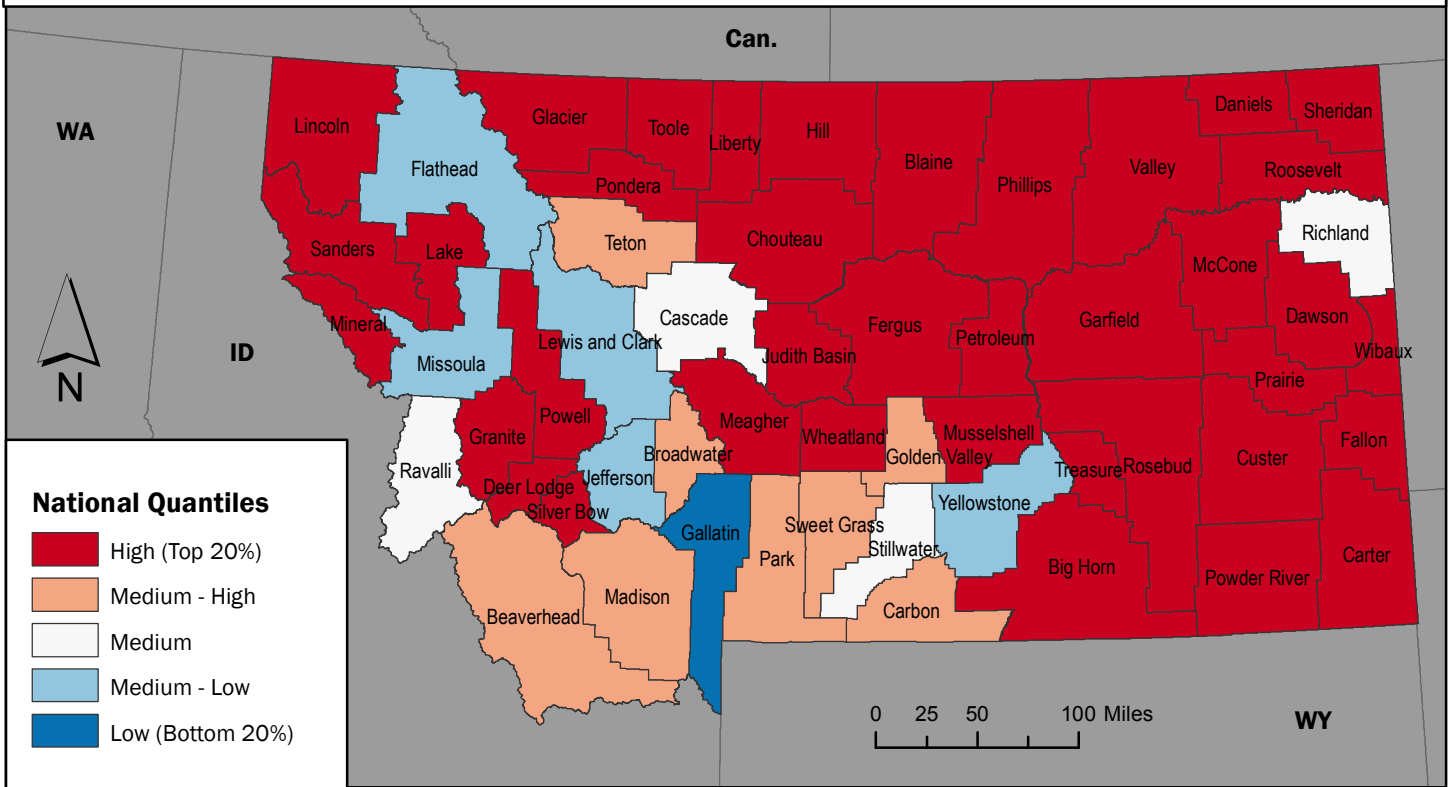 Can.
WA
ID
WY
N
Lincoln
Flathead
Glacier
Toole
Liberty
Hill
Blaine
Phillips
Valley
Daniels
Sheridan
Roosevelt
Pondera
Teton
Chouteau
Richland
Sanders
Lake
McCone
Mineral
Missoula
Lewis and Clark
Cascade
Judith Basin
Fergus
Petroleum
Garfield
Dawson
Wibaux
Prairie
Ravalli
Granite
Powell
Meagher
Wheatland
Golden
Valley
Musselshell
Treasure
Rosebud
Custer
Fallon
Deer Lodge
Silver Bow
Jefferson
Broadwater
Gallatin
Park
Sweet Grass
Stillwater
Yellowstone
Big Horn
Powder River
Carter
Beaverhead
Madison
Carbon
National Quantiles
High (Top 20%)
Medium - High
Medium
Medium - Low
Low (Bottom 20%)
0 25 50 100 Miles